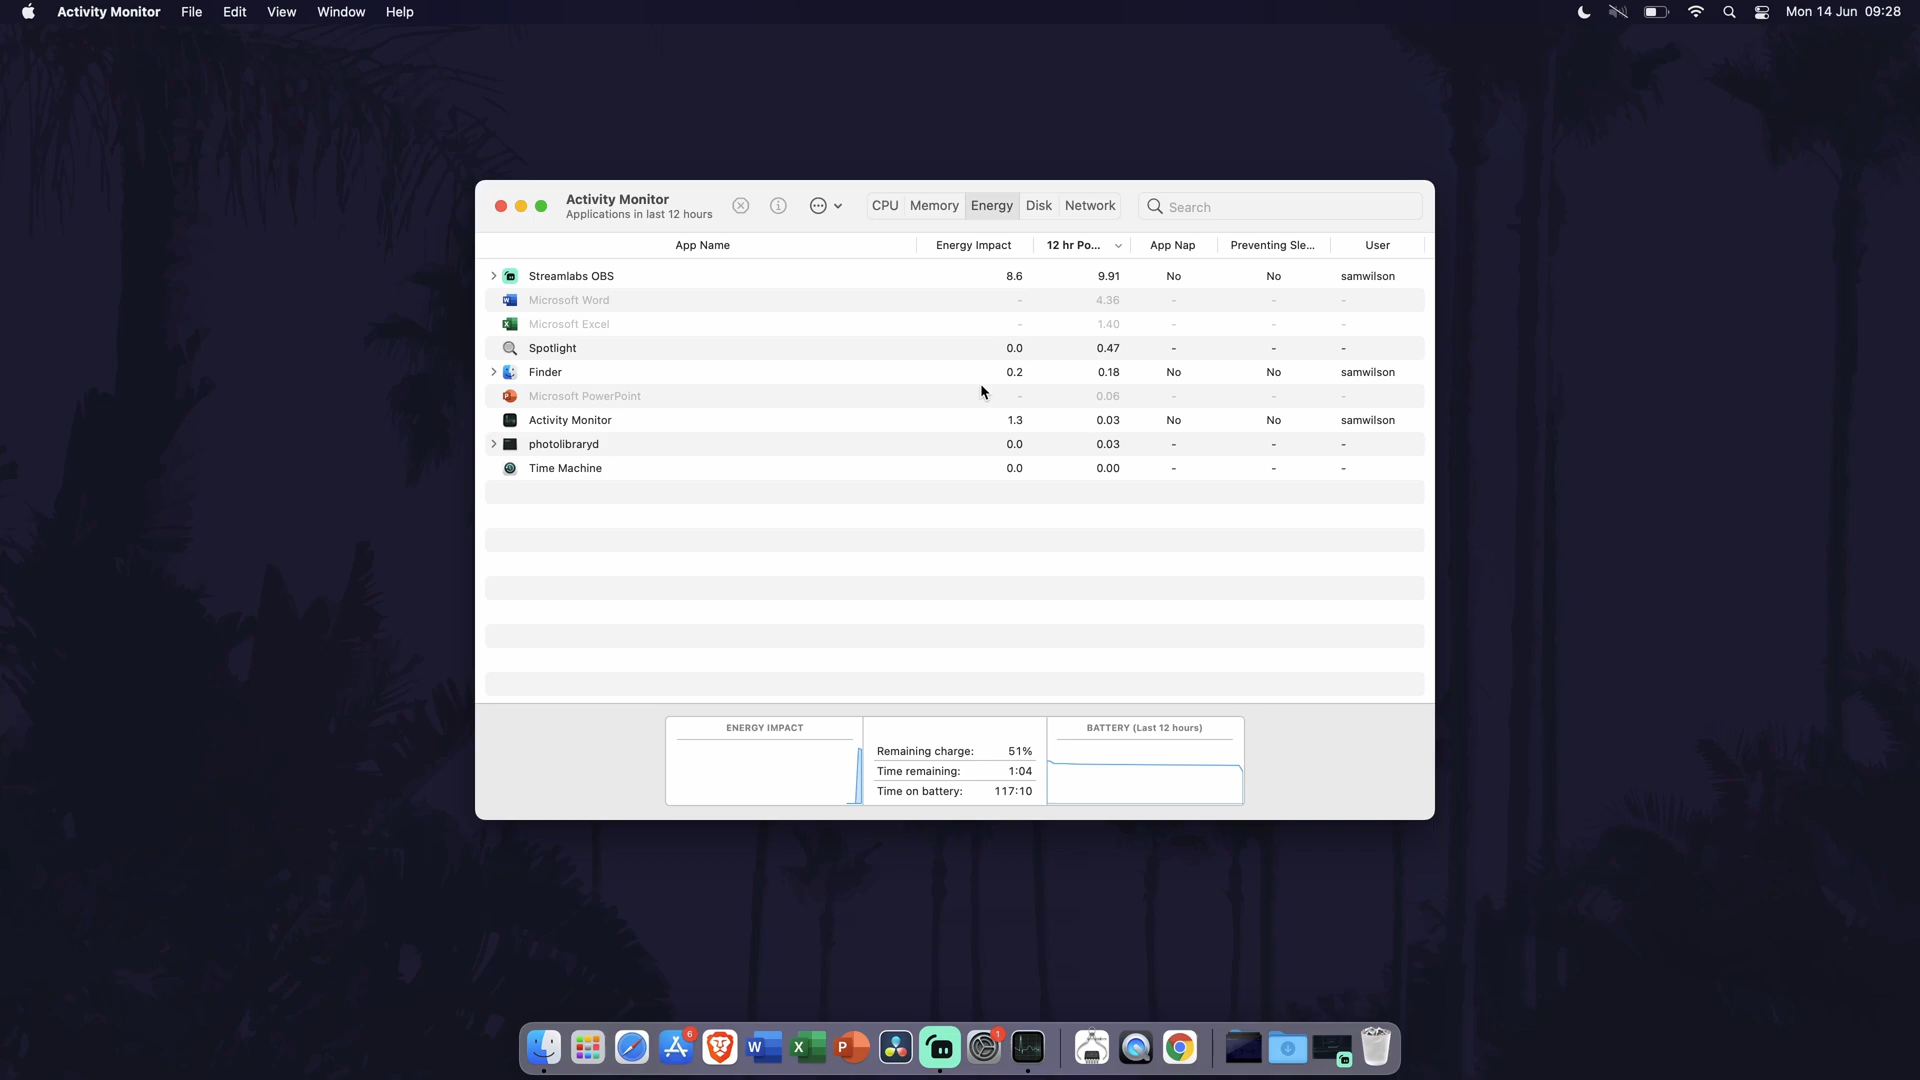 Activity Monitor File Edit View Window Help Mon 14 Jun 09:28
Activity Monitor
Applications in last 12 hours
CPU Memory Energy Disk Network Search
App Name Energy Impact 12 hr Po... App Nap Preventing Sle... User
Streamlabs OBS 8.6 9.91 No No samwilson
Microsoft Word - 4.36 - - -
Microsoft Excel - 1.40 - - -
Spotlight 0.0 0.47 - - -
Finder 0.2 0.18 No No samwilson
Microsoft PowerPoint - 0.06 - - -
Activity Monitor 1.3 0.03 No No samwilson
photolibraryd 0.0 0.03 - - -
Time Machine 0.0 0.00 - - -
ENERGY IMPACT BATTERY (Last 12 hours)
Remaining charge: 51%
Time remaining: 1:04
Time on battery: 117:10
6 W X P 1